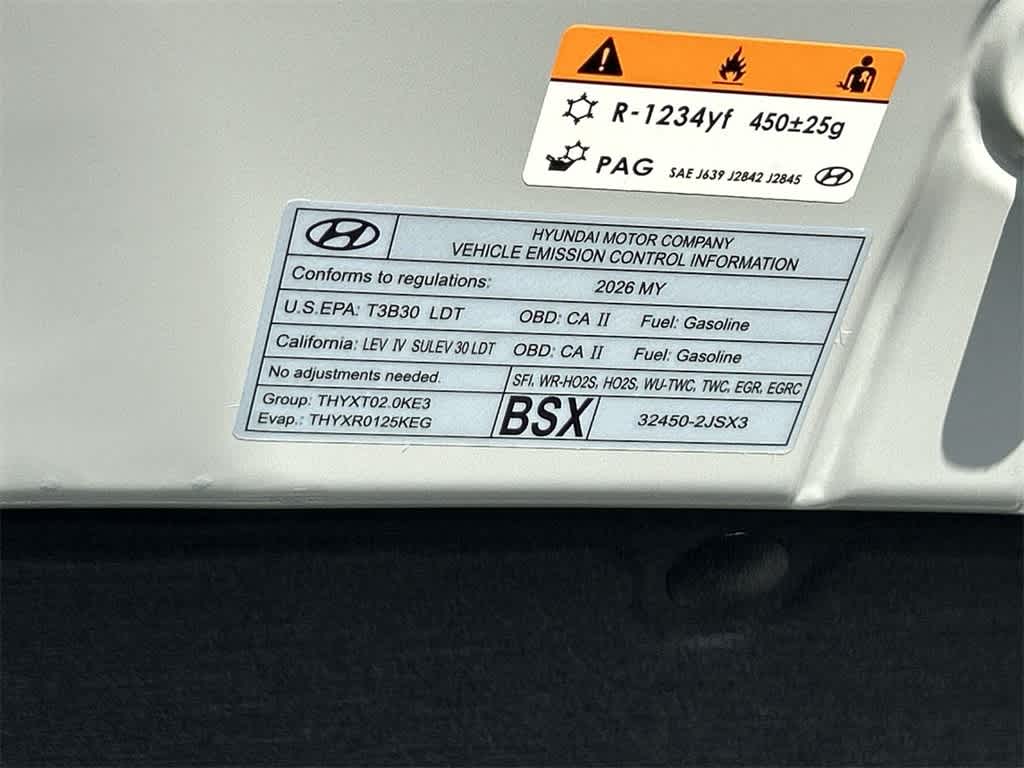 R-1234yf 450±25g
PAG SAE J639 J2842 J2845
HYUNDAI MOTOR COMPANY
VEHICLE EMISSION CONTROL INFORMATION
Conforms to regulations: 2026 MY
U.S.EPA: T3B30 LDT OBD: CA II Fuel: Gasoline
California: LEV IV SULEV30 LDT OBD: CA II Fuel: Gasoline
No adjustments needed. SFI, WR-HO2S, HO2S, WU-TWC, TWC, EGR, EGRC
Group: THYXT02.0KE3
Evap.: THYXR0125KEG
BSX 32450-2JSX3